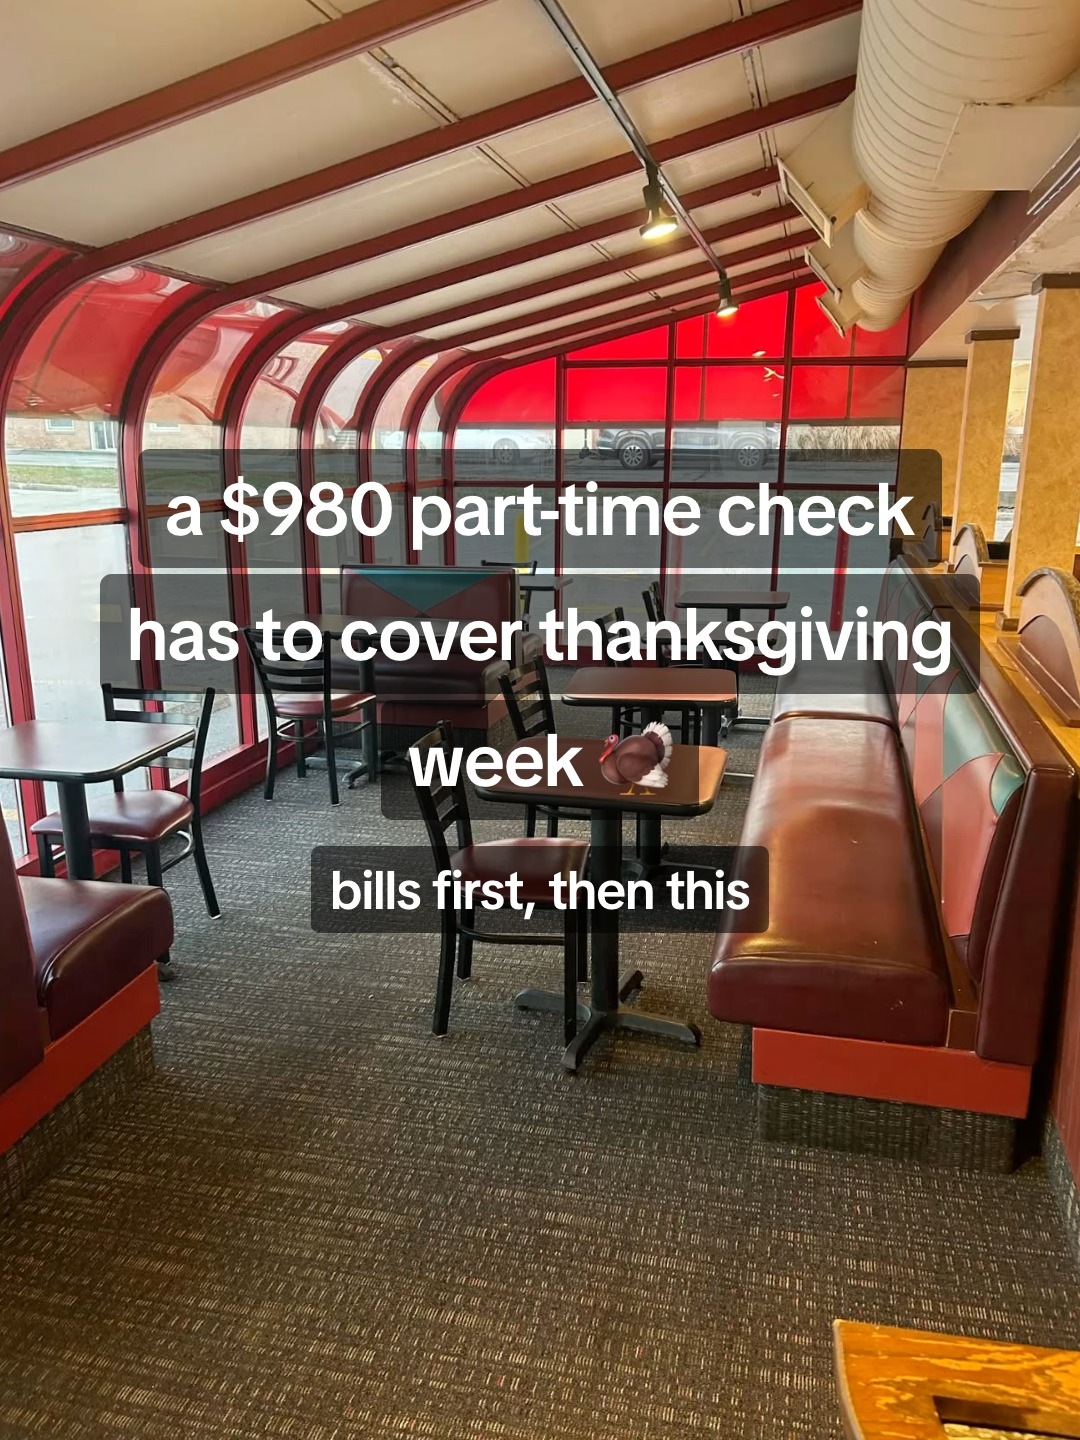 a $980 part-time check
has to cover thanksgiving
week 🦃
bills first, then this